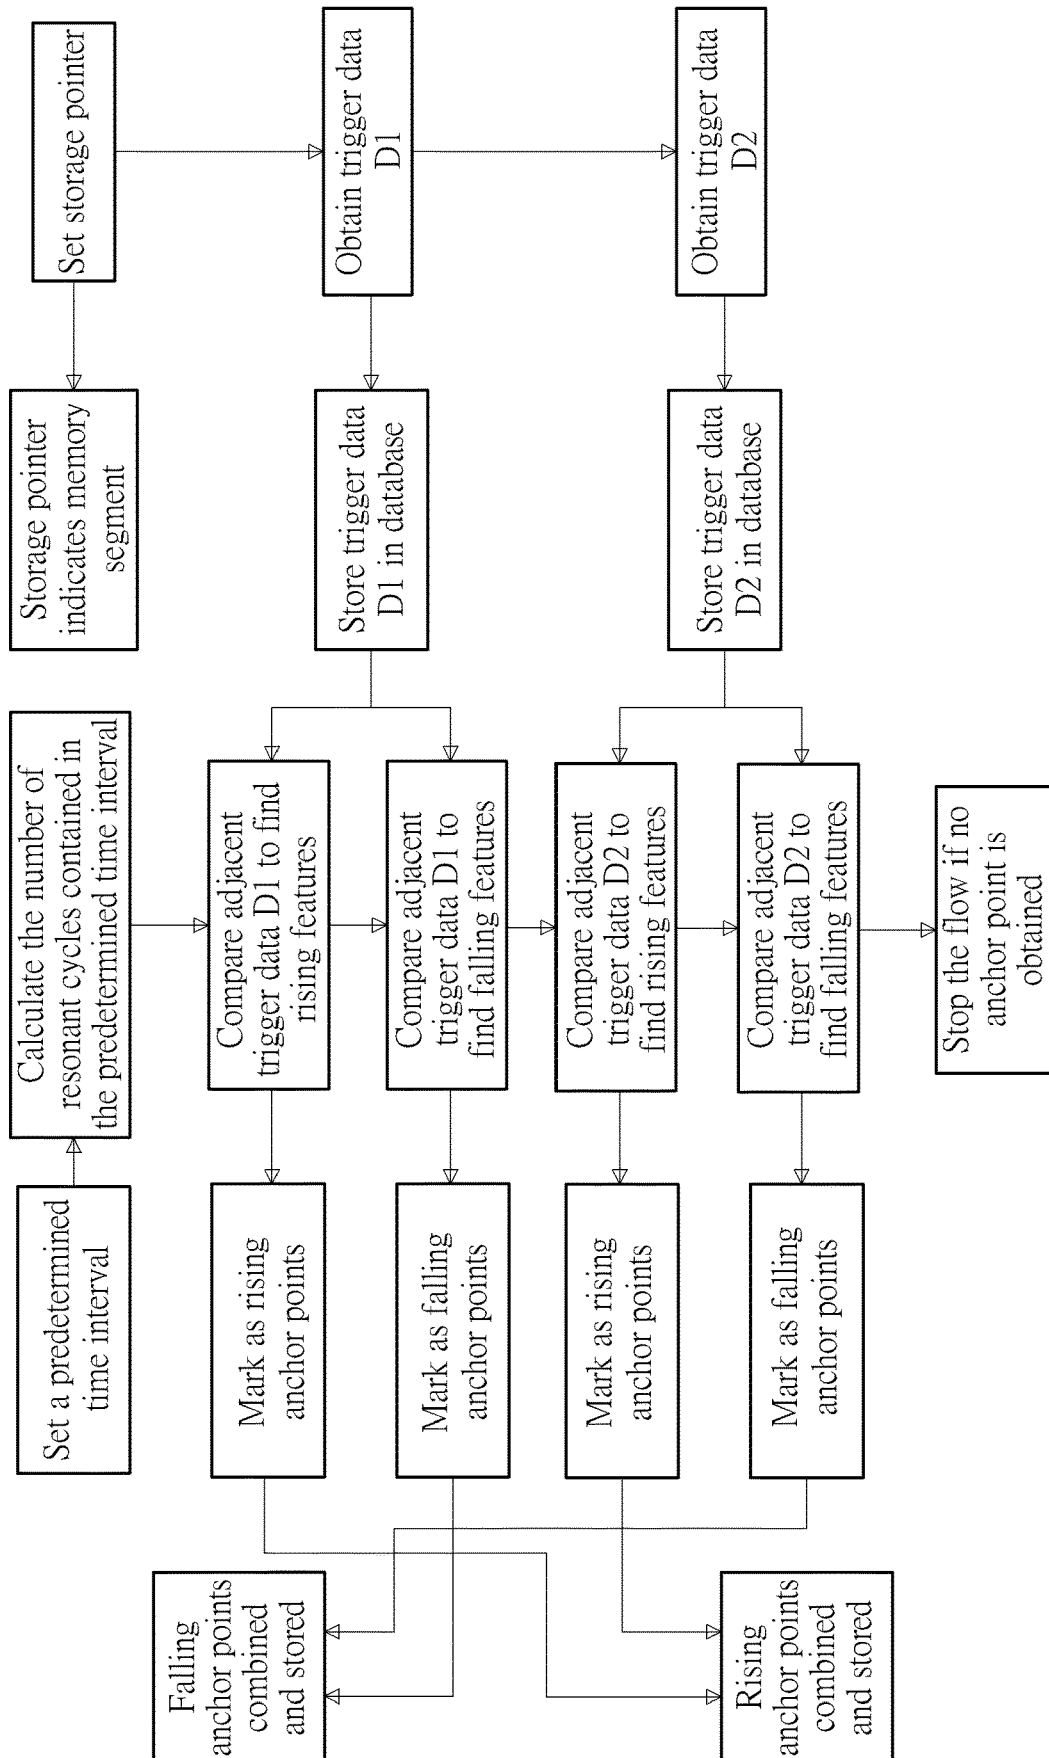 Set a predetermined
time interval
Calculate the number of
resonant cycles contained in
the predetermined time interval
Storage pointer
indicates memory
segment
Set storage pointer
Falling
anchor points
combined
and stored
Mark as rising
anchor points
Compare adjacent
trigger data D1 to find
rising features
Store trigger data
D1 in database
Obtain trigger data
D1
Mark as falling
anchor points
Compare adjacent
trigger data D1 to
find falling features
Mark as rising
anchor points
Compare adjacent
trigger data D2 to
find rising features
Store trigger data
D2 in database
Obtain trigger data
D2
Rising
anchor points
combined
and stored
Mark as falling
anchor points
Compare adjacent
trigger data D2 to
find falling features
Stop the flow if no
anchor point is
obtained